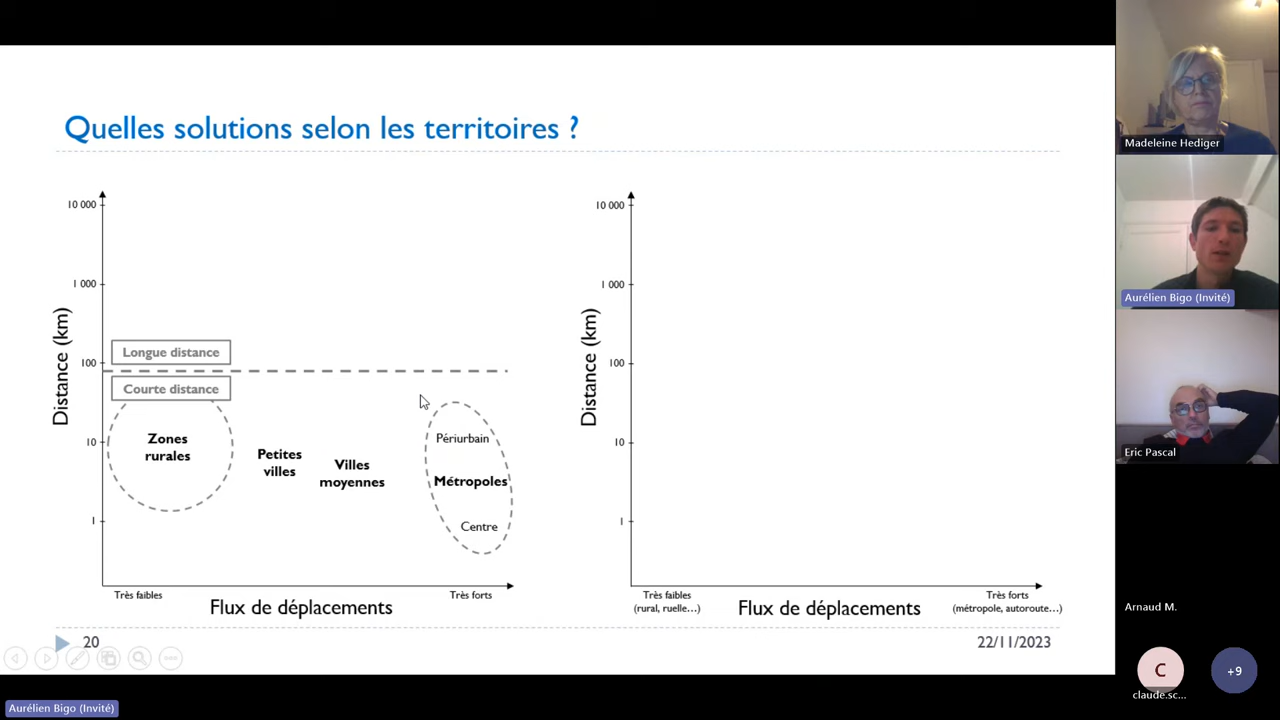 Quelles solutions selon les territoires ?
10 000
1 000
100
10
1
Distance (km)
Longue distance
Courte distance
Zones
rurales
Petites
villes
Villes
moyennes
Périurbain
Métropoles
Centre
Très faibles
Flux de déplacements
Très forts
10 000
1 000
100
10
1
Distance (km)
Très faibles
(rural, ruelle...)
Flux de déplacements
Très forts
(métropole, autoroute...)
20
22/11/2023
Aurélien Bigo (Invité)
Madeleine Hediger
Aurélien Bigo (Invité)
Eric Pascal
Arnaud M.
C
claude.sc...
+9